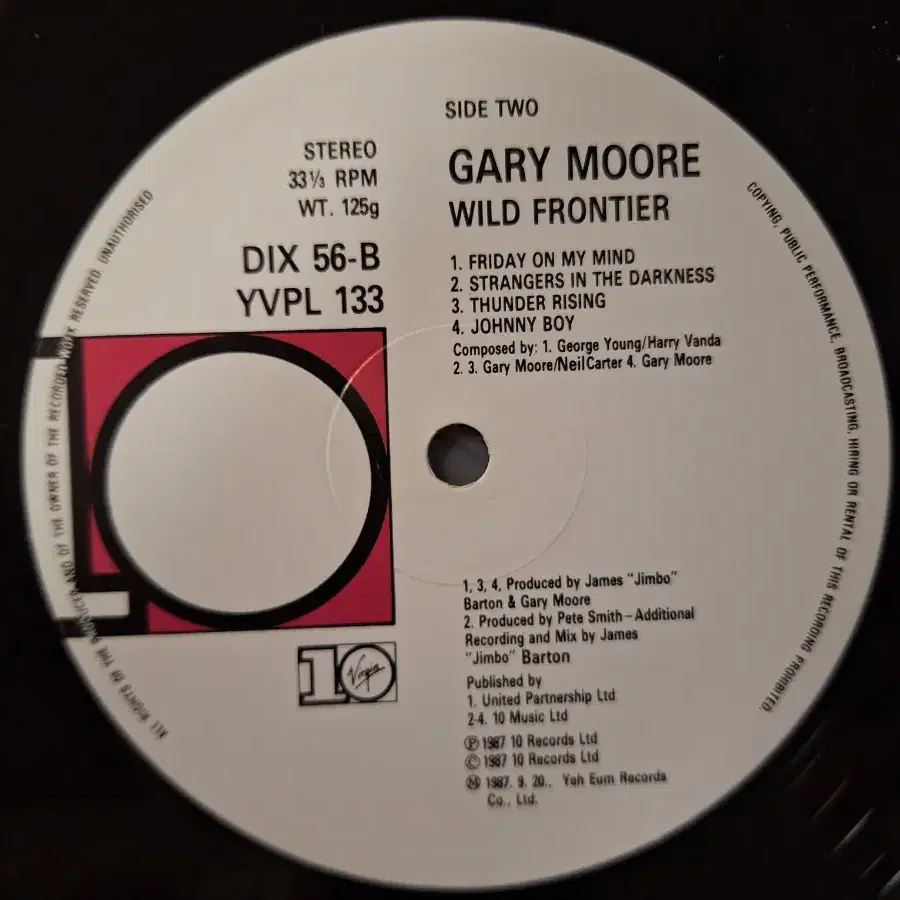 SIDE TWO
STEREO
33⅓ RPM
WT. 125g
DIX 56-B
YVPL 133
GARY MOORE
WILD FRONTIER
1. FRIDAY ON MY MIND
2. STRANGERS IN THE DARKNESS
3. THUNDER RISING
4. JOHNNY BOY
Composed by: 1. George Young/Harry Vanda
2. 3. Gary Moore/NeilCarter 4. Gary Moore
1, 3, 4, Produced by James "Jimbo"
Barton & Gary Moore
2. Produced by Pete Smith–Additional
Recording and Mix by James
"Jimbo" Barton
Published by
1. United Partnership Ltd
2-4. 10 Music Ltd
Ⓟ 1987 10 Records Ltd
© 1987 10 Records Ltd
Ⓜ 1987. 9. 20., Yeh Eum Records
Co., Ltd.
10 Virgin
ALL RIGHTS OF THE PRODUCER AND OF THE OWNER OF THE RECORDED WORK RESERVED. UNAUTHORISED
COPYING, PUBLIC PERFORMANCE, BROADCASTING, HIRING OR RENTAL OF THIS RECORDING PROHIBITED.